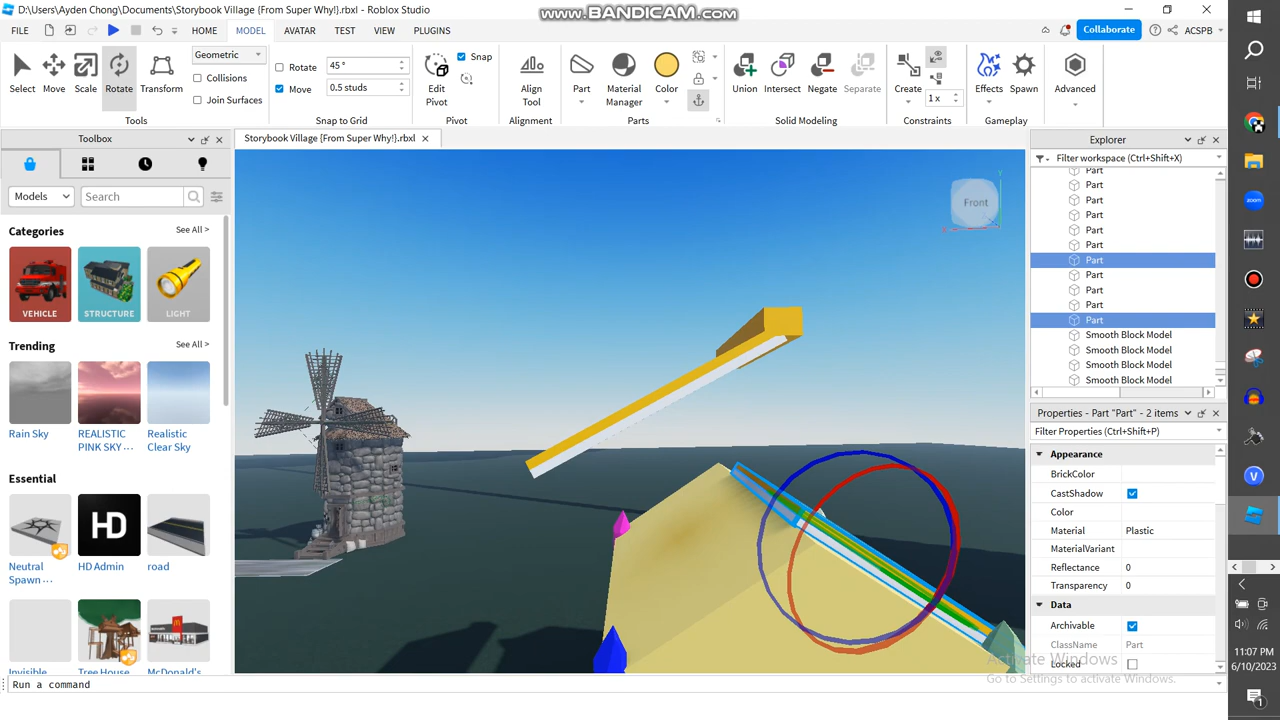 D:\Users\Ayden Chong\Documents\Storybook Village {From Super Why!}.rbxl - Roblox Studio
www.BANDICAM.com
FILE HOME MODEL AVATAR TEST VIEW PLUGINS Collaborate ACSPB
Geometric
Collisions
Join Surfaces
Select Move Scale Rotate Transform
Tools
Rotate 45 °
Move 0.5 studs
Snap to Grid
Edit Pivot
Snap
Pivot
Align Tool
Alignment
Part Material Manager Color
Parts
Union Intersect Negate Separate
Solid Modeling
Create 1 x
Constraints
Effects Spawn
Gameplay
Advanced
Toolbox
Models Search
Categories See All >
VEHICLE STRUCTURE LIGHT
Trending See All >
Rain Sky
REALISTIC PINK SKY
Realistic Clear Sky
Essential
HD
Neutral Spawn ...
HD Admin
road
Invisible
Tree House
McDonald's
Storybook Village {From Super Why!}.rbxl
Front
Explorer
Filter workspace (Ctrl+Shift+X)
Part
Part
Part
Part
Part
Part
Part
Part
Part
Part
Part
Smooth Block Model
Smooth Block Model
Smooth Block Model
Smooth Block Model
Properties - Part "Part" - 2 items
Filter Properties (Ctrl+Shift+P)
Appearance
BrickColor
CastShadow
Color
Material Plastic
MaterialVariant
Reflectance 0
Transparency 0
Data
Archivable
ClassName Part
Locked
Activate Windows
Go to Settings to activate Windows.
Run a command
zoom
11:07 PM
6/10/2023
1